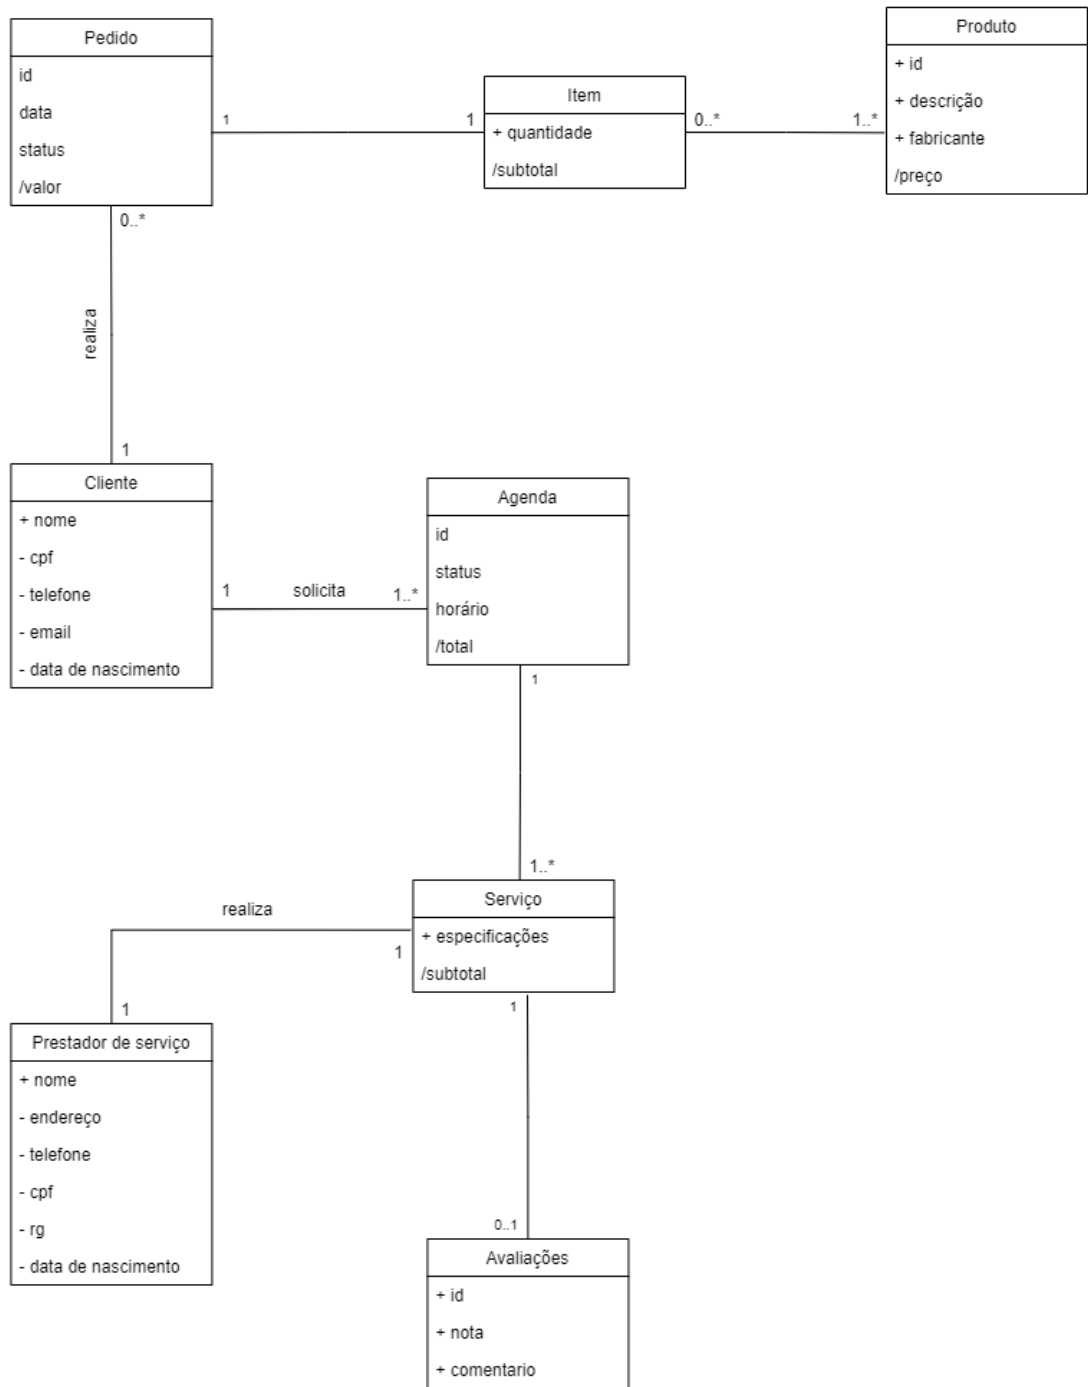 Pedido
id
data
status
/valor
1
1
Item
+ quantidade
/subtotal
0..*
1..*
Produto
+ id
+ descrição
+ fabricante
/preço
0..*
realiza
1
Cliente
+ nome
- cpf
- telefone
- email
- data de nascimento
1
solicita
1..*
Agenda
id
status
horário
/total
1
1..*
Serviço
+ especificações
/subtotal
realiza
1
1
Prestador de serviço
+ nome
- endereço
- telefone
- cpf
- rg
- data de nascimento
1
0..1
Avaliações
+ id
+ nota
+ comentario